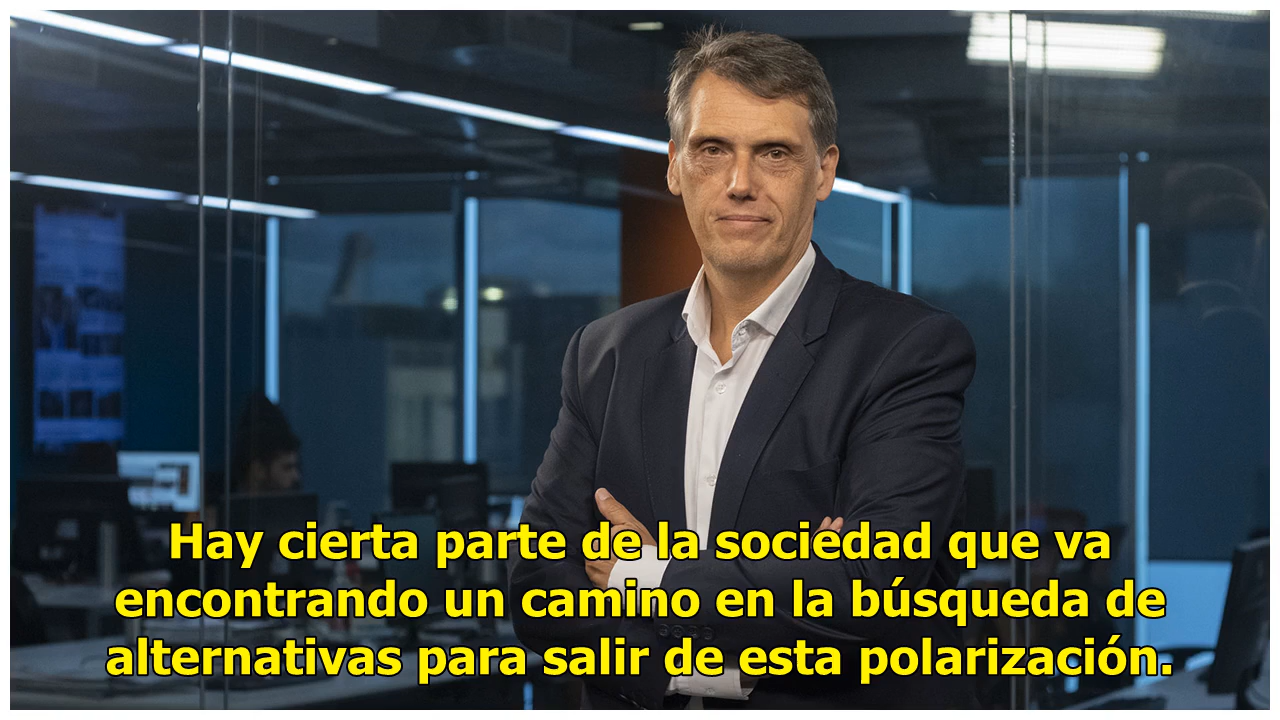 Hay cierta parte de la sociedad que va
encontrando un camino en la búsqueda de
alternativas para salir de esta polarización.